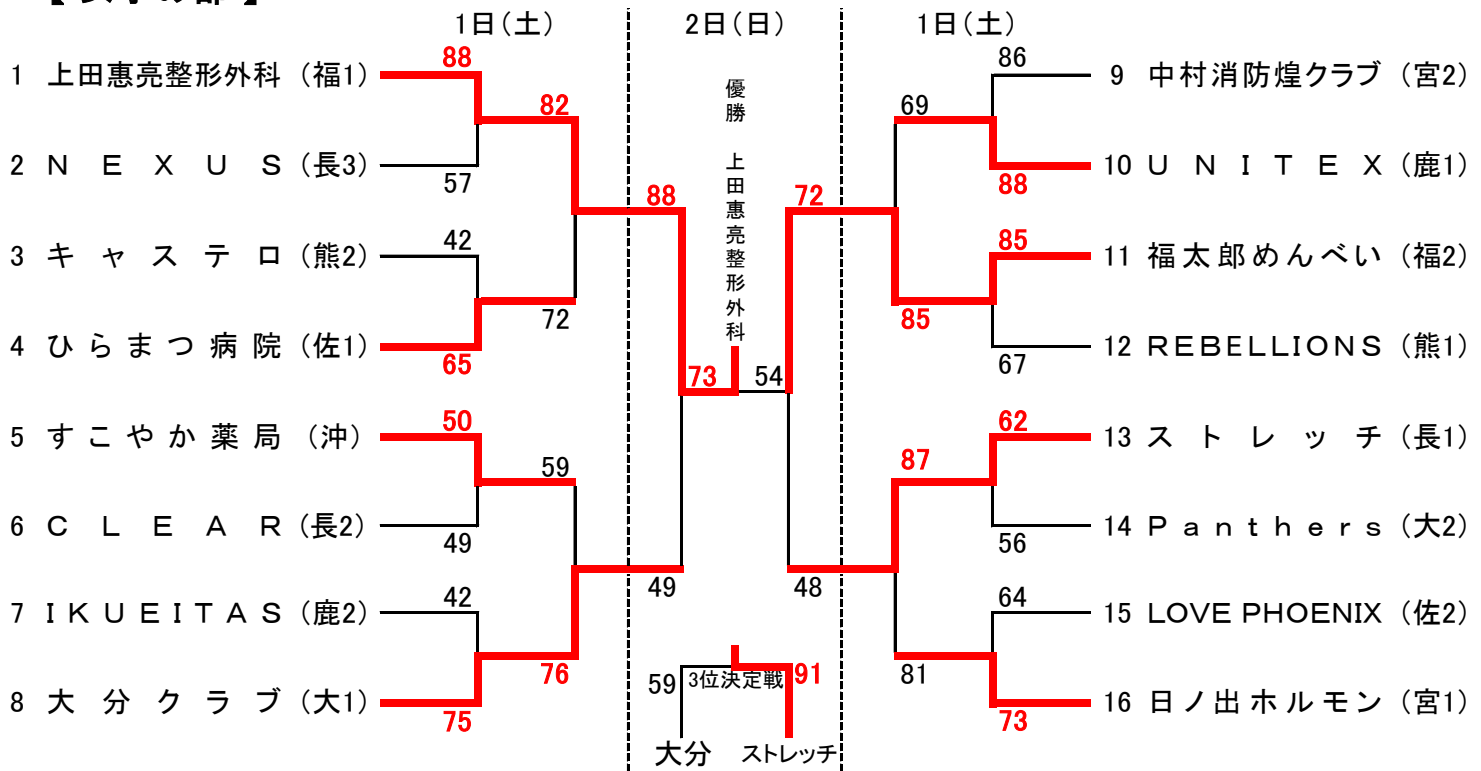 1日(土) 2日(日) 1日(土)
88
1 上田惠亮整形外科 (福1)
82
57
2 NEXUS (長3)
88
42
3 キャステロ (熊2)
72
65
4 ひらまつ病院 (佐1)
73
50
5 すこやか薬局 (沖)
59
49
6 CLEAR (長2)
49
42
7 IKUEITAS (鹿2)
76
75
8 大分クラブ (大1)
優勝 上田惠亮整形外科
54
59 3位決定戦 91
大分 ストレッチ
86
9 中村消防煌クラブ (宮2)
69
88
10 UNITEX (鹿1)
72
85
11 福太郎めんべい (福2)
85
67
12 REBELLIONS (熊1)
62
13 ストレッチ (長1)
87
56
14 Panthers (大2)
48
64
15 LOVE PHOENIX (佐2)
81
73
16 日ノ出ホルモン (宮1)